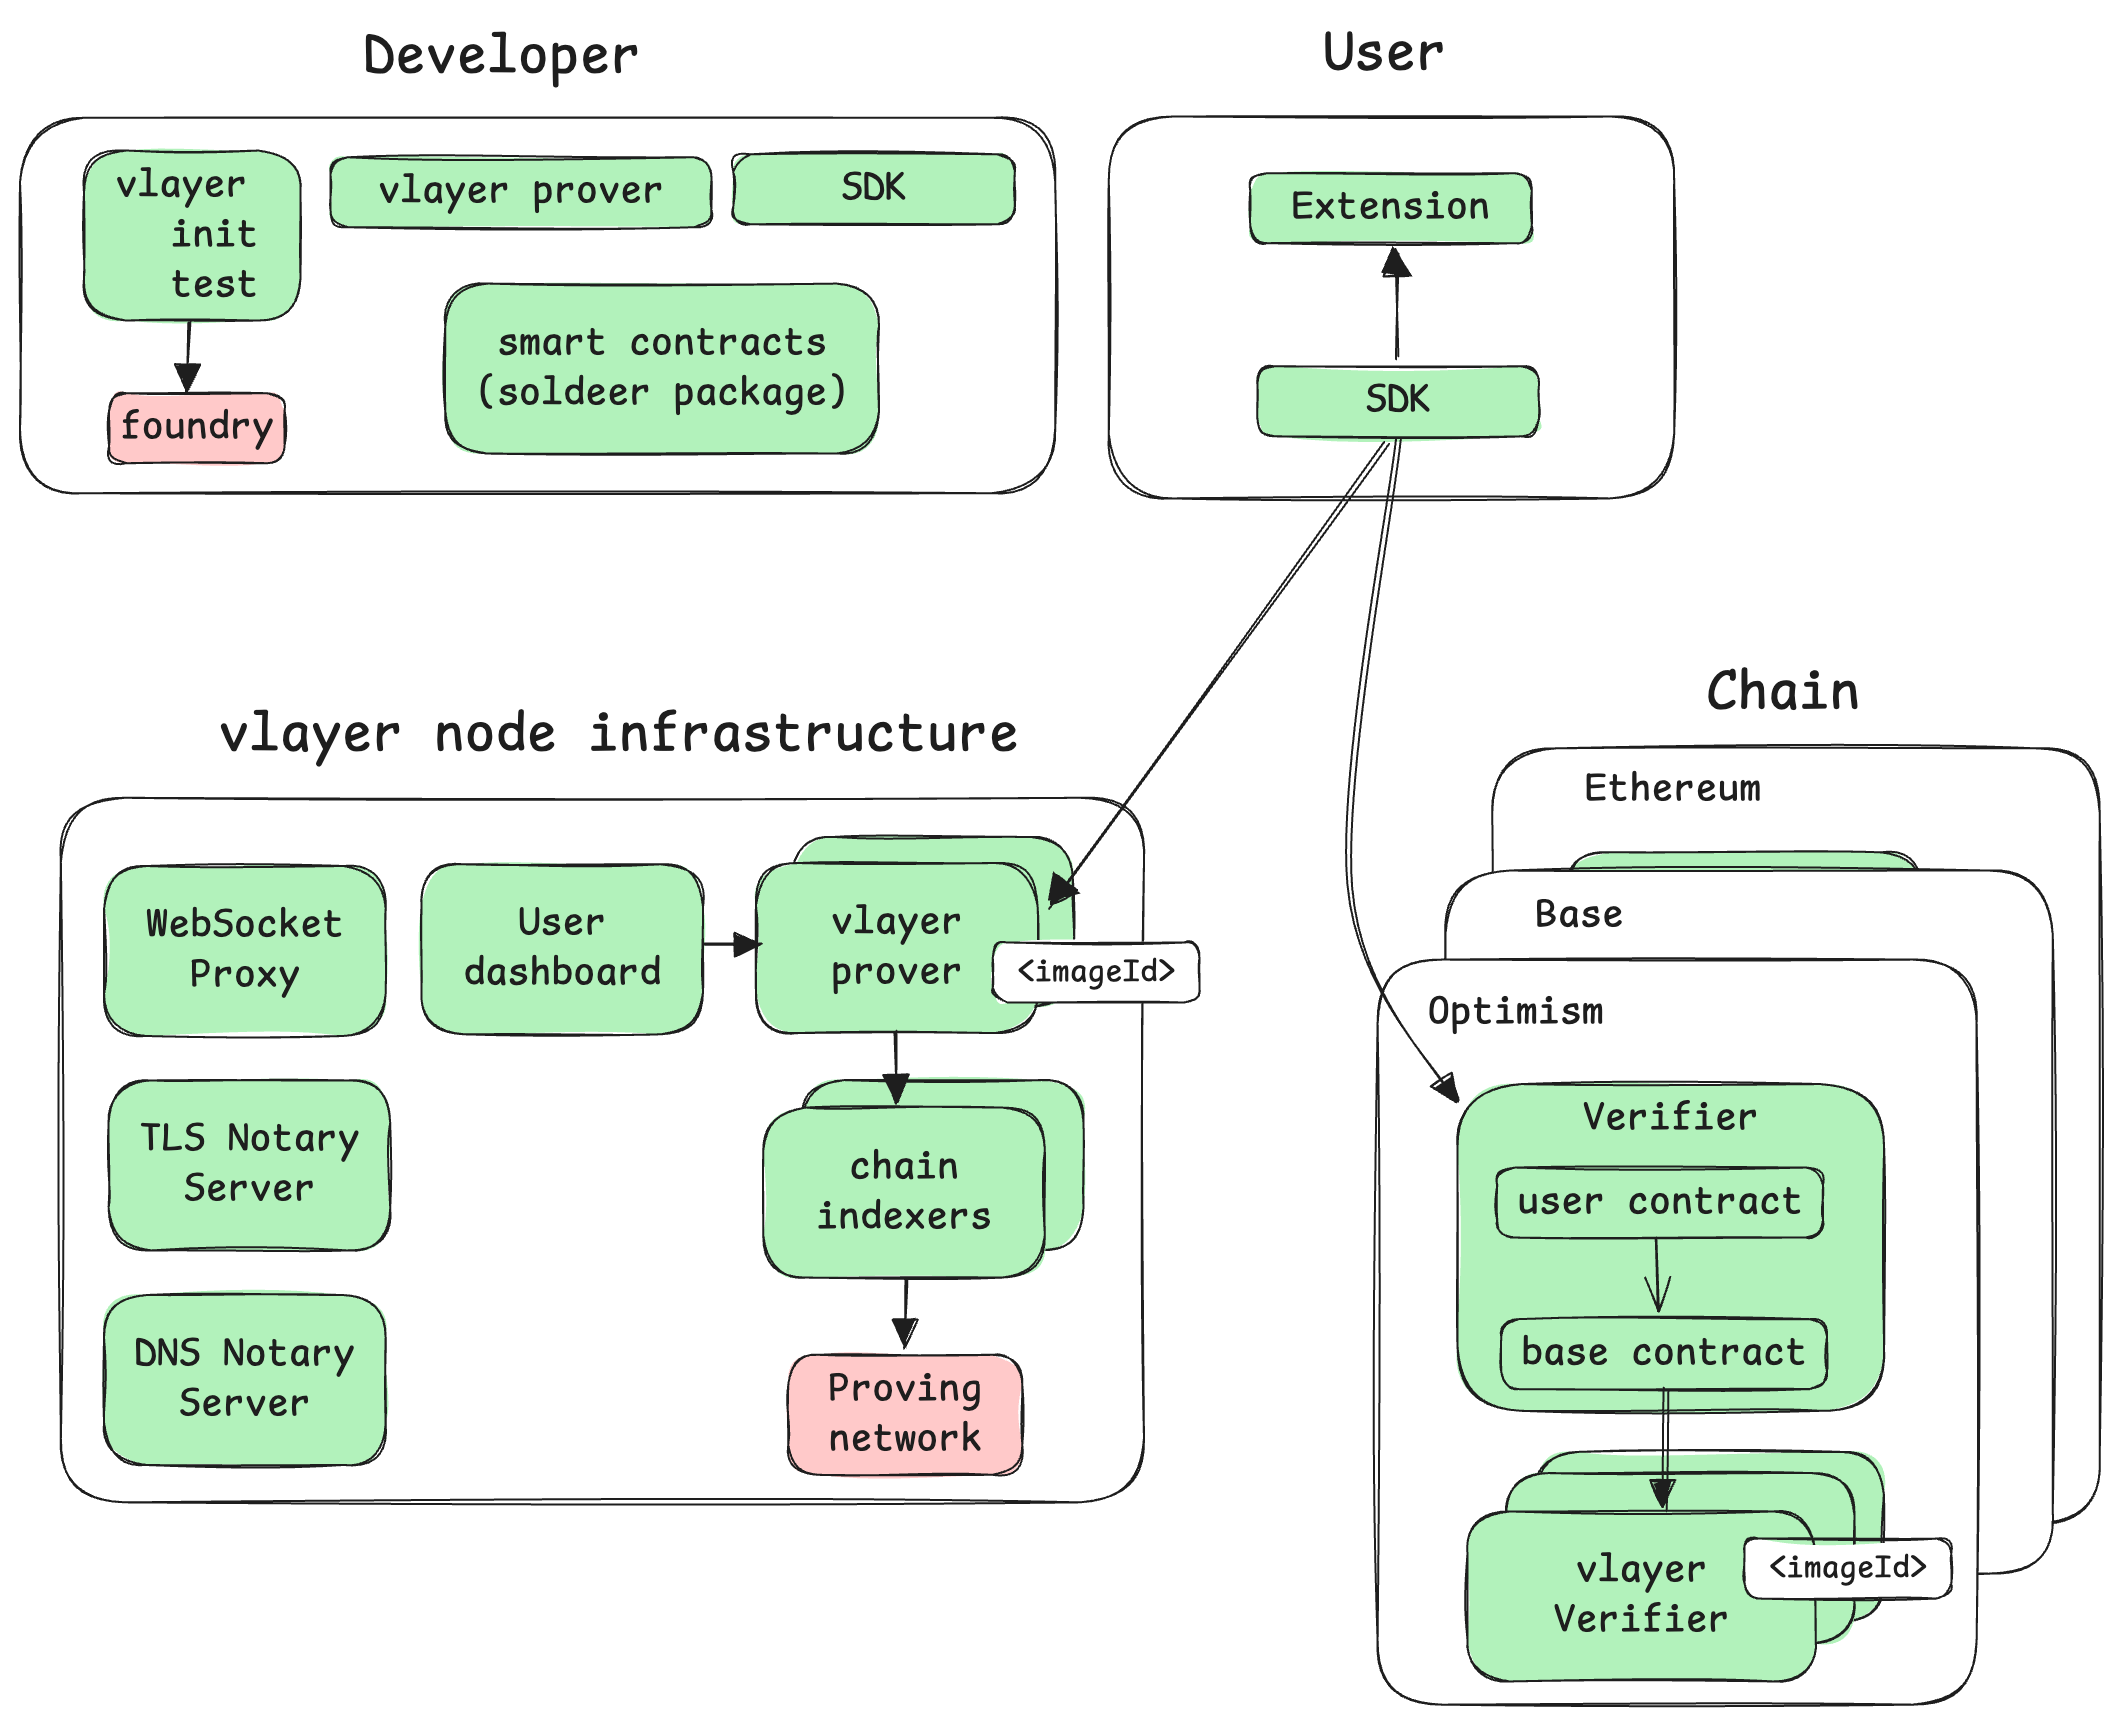 Developer
vlayer
init
test
vlayer prover
SDK
smart contracts
(soldeer package)
foundry
User
Extension
SDK
vlayer node infrastructure
WebSocket
Proxy
User
dashboard
vlayer
prover
<imageId>
TLS Notary
Server
chain
indexers
DNS Notary
Server
Proving
network
Chain
Ethereum
Base
Optimism
Verifier
user contract
base contract
vlayer
Verifier
<imageId>